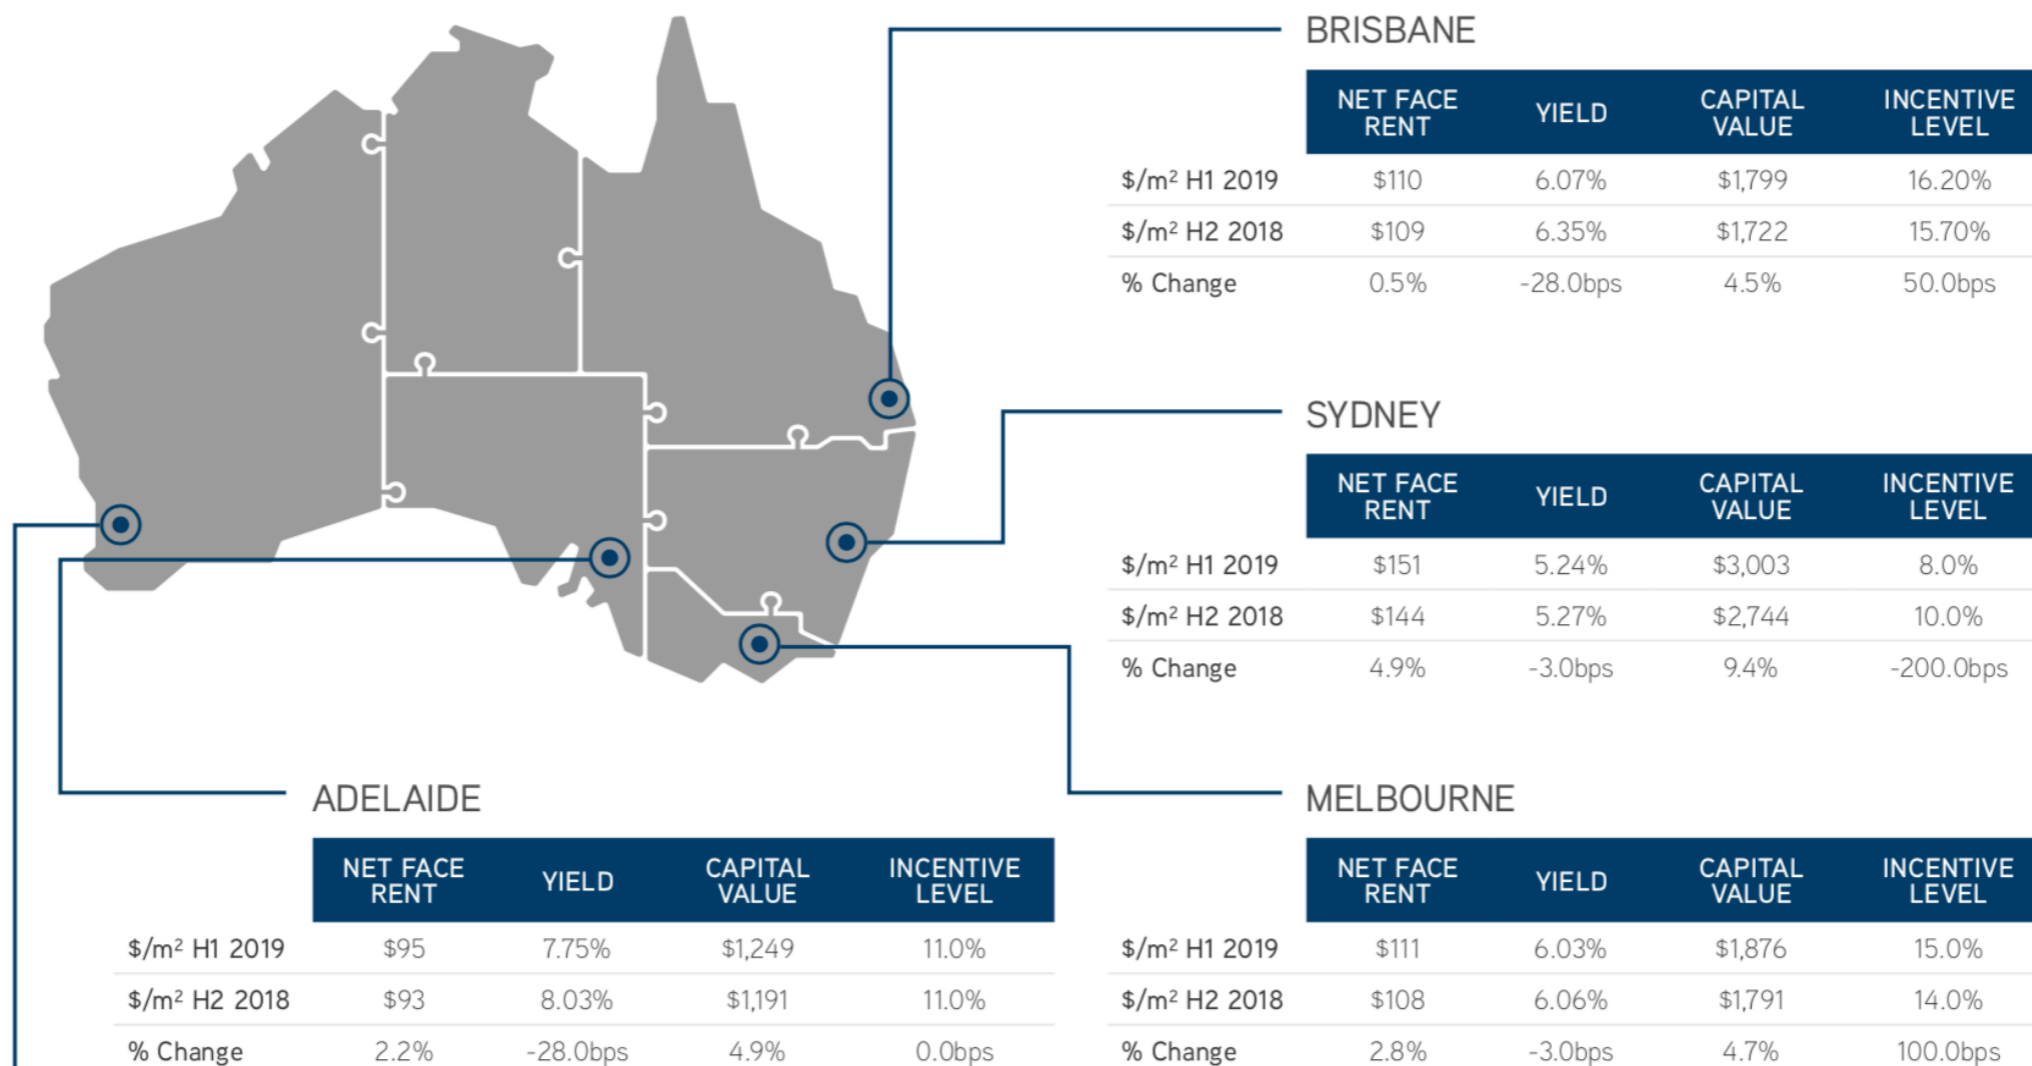 BRISBANE
NET FACE RENT YIELD CAPITAL VALUE INCENTIVE LEVEL
$/m² H1 2019 $110 6.07% $1,799 16.20%
$/m² H2 2018 $109 6.35% $1,722 15.70%
% Change 0.5% -28.0bps 4.5% 50.0bps
SYDNEY
NET FACE RENT YIELD CAPITAL VALUE INCENTIVE LEVEL
$/m² H1 2019 $151 5.24% $3,003 8.0%
$/m² H2 2018 $144 5.27% $2,744 10.0%
% Change 4.9% -3.0bps 9.4% -200.0bps
ADELAIDE
NET FACE RENT YIELD CAPITAL VALUE INCENTIVE LEVEL
$/m² H1 2019 $95 7.75% $1,249 11.0%
$/m² H2 2018 $93 8.03% $1,191 11.0%
% Change 2.2% -28.0bps 4.9% 0.0bps
MELBOURNE
NET FACE RENT YIELD CAPITAL VALUE INCENTIVE LEVEL
$/m² H1 2019 $111 6.03% $1,876 15.0%
$/m² H2 2018 $108 6.06% $1,791 14.0%
% Change 2.8% -3.0bps 4.7% 100.0bps